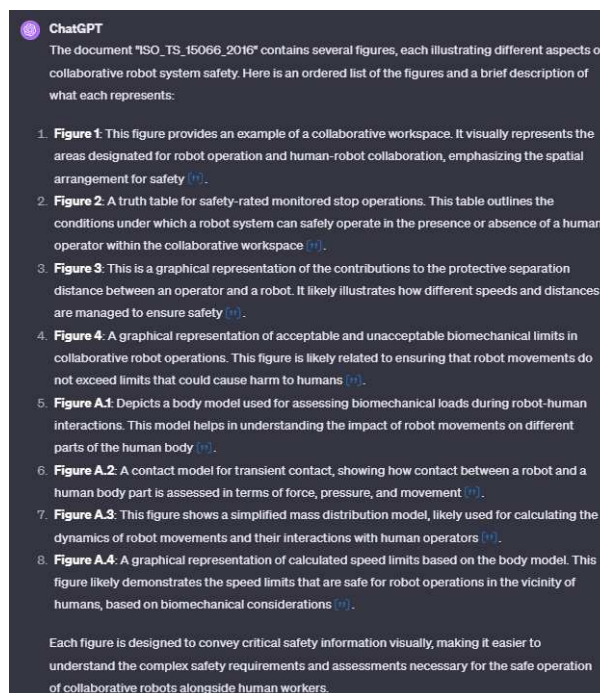 ChatGPT
The document "ISO_TS_15066_2016" contains several figures, each illustrating different aspects o
collaborative robot system safety. Here is an ordered list of the figures and a brief description of
what each represents:
1. Figure 1: This figure provides an example of a collaborative workspace. It visually represents the
areas designated for robot operation and human-robot collaboration, emphasizing the spatial
arrangement for safety ["].
2. Figure 2: A truth table for safety-rated monitored stop operations. This table outlines the
conditions under which a robot system can safely operate in the presence or absence of a human
operator within the collaborative workspace ["].
3. Figure 3: This is a graphical representation of the contributions to the protective separation
distance between an operator and a robot. It likely illustrates how different speeds and distances
are managed to ensure safety ["].
4. Figure 4: A graphical representation of acceptable and unacceptable biomechanical limits in
collaborative robot operations. This figure is likely related to ensuring that robot movements do
not exceed limits that could cause harm to humans ["].
5. Figure A.1: Depicts a body model used for assessing biomechanical loads during robot-human
interactions. This model helps in understanding the impact of robot movements on different
parts of the human body ["].
6. Figure A.2: A contact model for transient contact, showing how contact between a robot and a
human body part is assessed in terms of force, pressure, and movement ["].
7. Figure A.3: This figure shows a simplified mass distribution model, likely used for calculating the
dynamics of robot movements and their interactions with human operators ["].
8. Figure A.4: A graphical representation of calculated speed limits based on the body model. This
figure likely demonstrates the speed limits that are safe for robot operations in the vicinity of
humans, based on biomechanical considerations ["].
Each figure is designed to convey critical safety information visually, making it easier to
understand the complex safety requirements and assessments necessary for the safe operation
of collaborative robots alongside human workers.